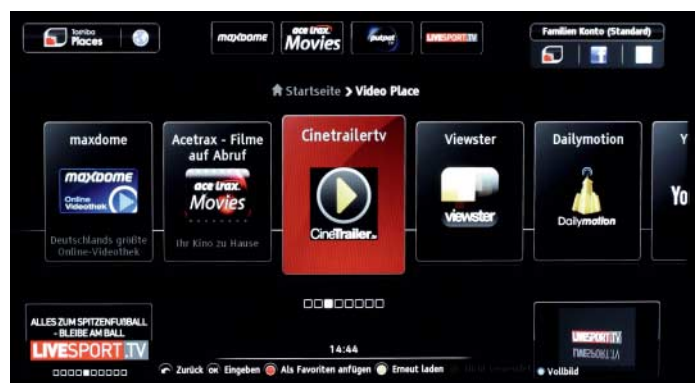 Toshiba
Places
maxdome
ace trax
Movies
putpat
LIVESPORT.TV
Familien Konto (Standard)
Startseite > Video Place
maxdome
maxdome
Online
Videothek
Deutschlands größte
Online-Videothek
Acetrax - Filme
auf Abruf
ace trax
Movies
Ihr Kino zu Hause
Cinetrailertv
CineTrailer.tv
Viewster
viewster
Dailymotion
Dailymotion
Y
Yo
ALLES ZUM SPITZENFUßBALL
- BLEIBE AM BALL
LIVESPORT.TV
LIVESPORT.TV
14:44
Zurück OK Eingeben Als Favoriten anfügen Erneut laden
Vollbild